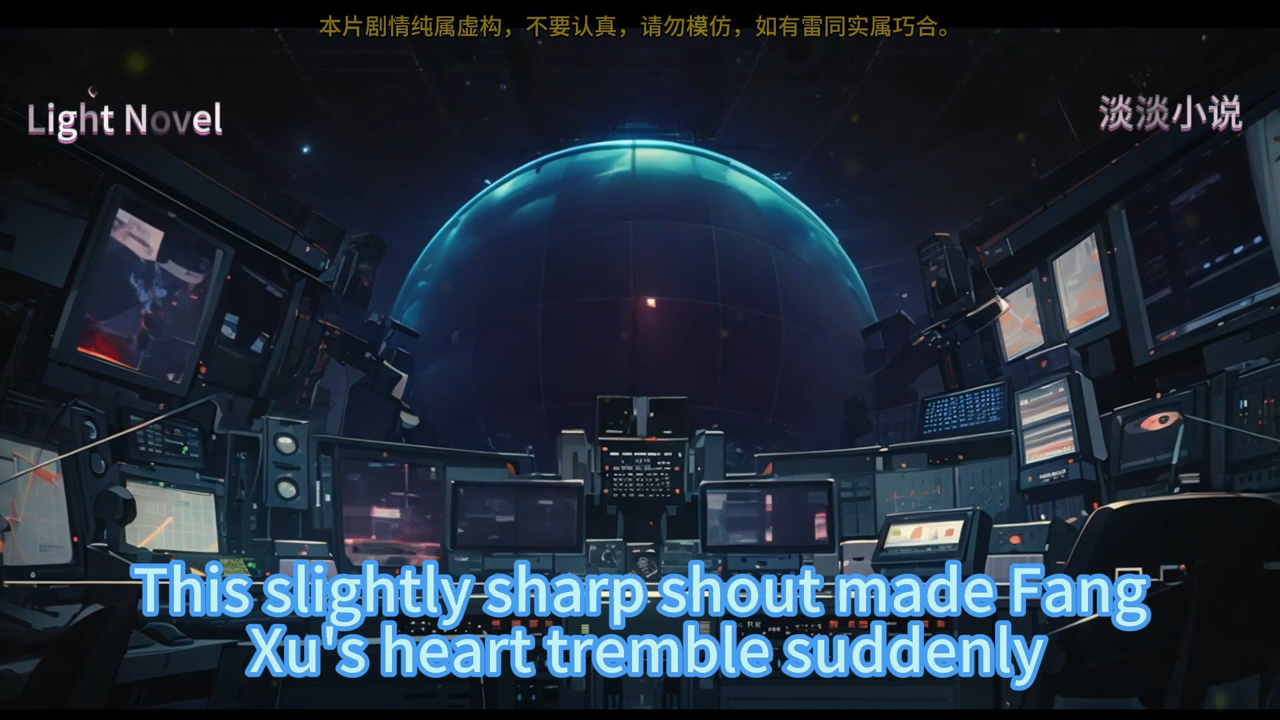 本片剧情纯属虚构，不要认真，请勿模仿，如有雷同实属巧合。
Light Novel
淡淡小说
This slightly sharp shout made Fang
Xu's heart tremble suddenly